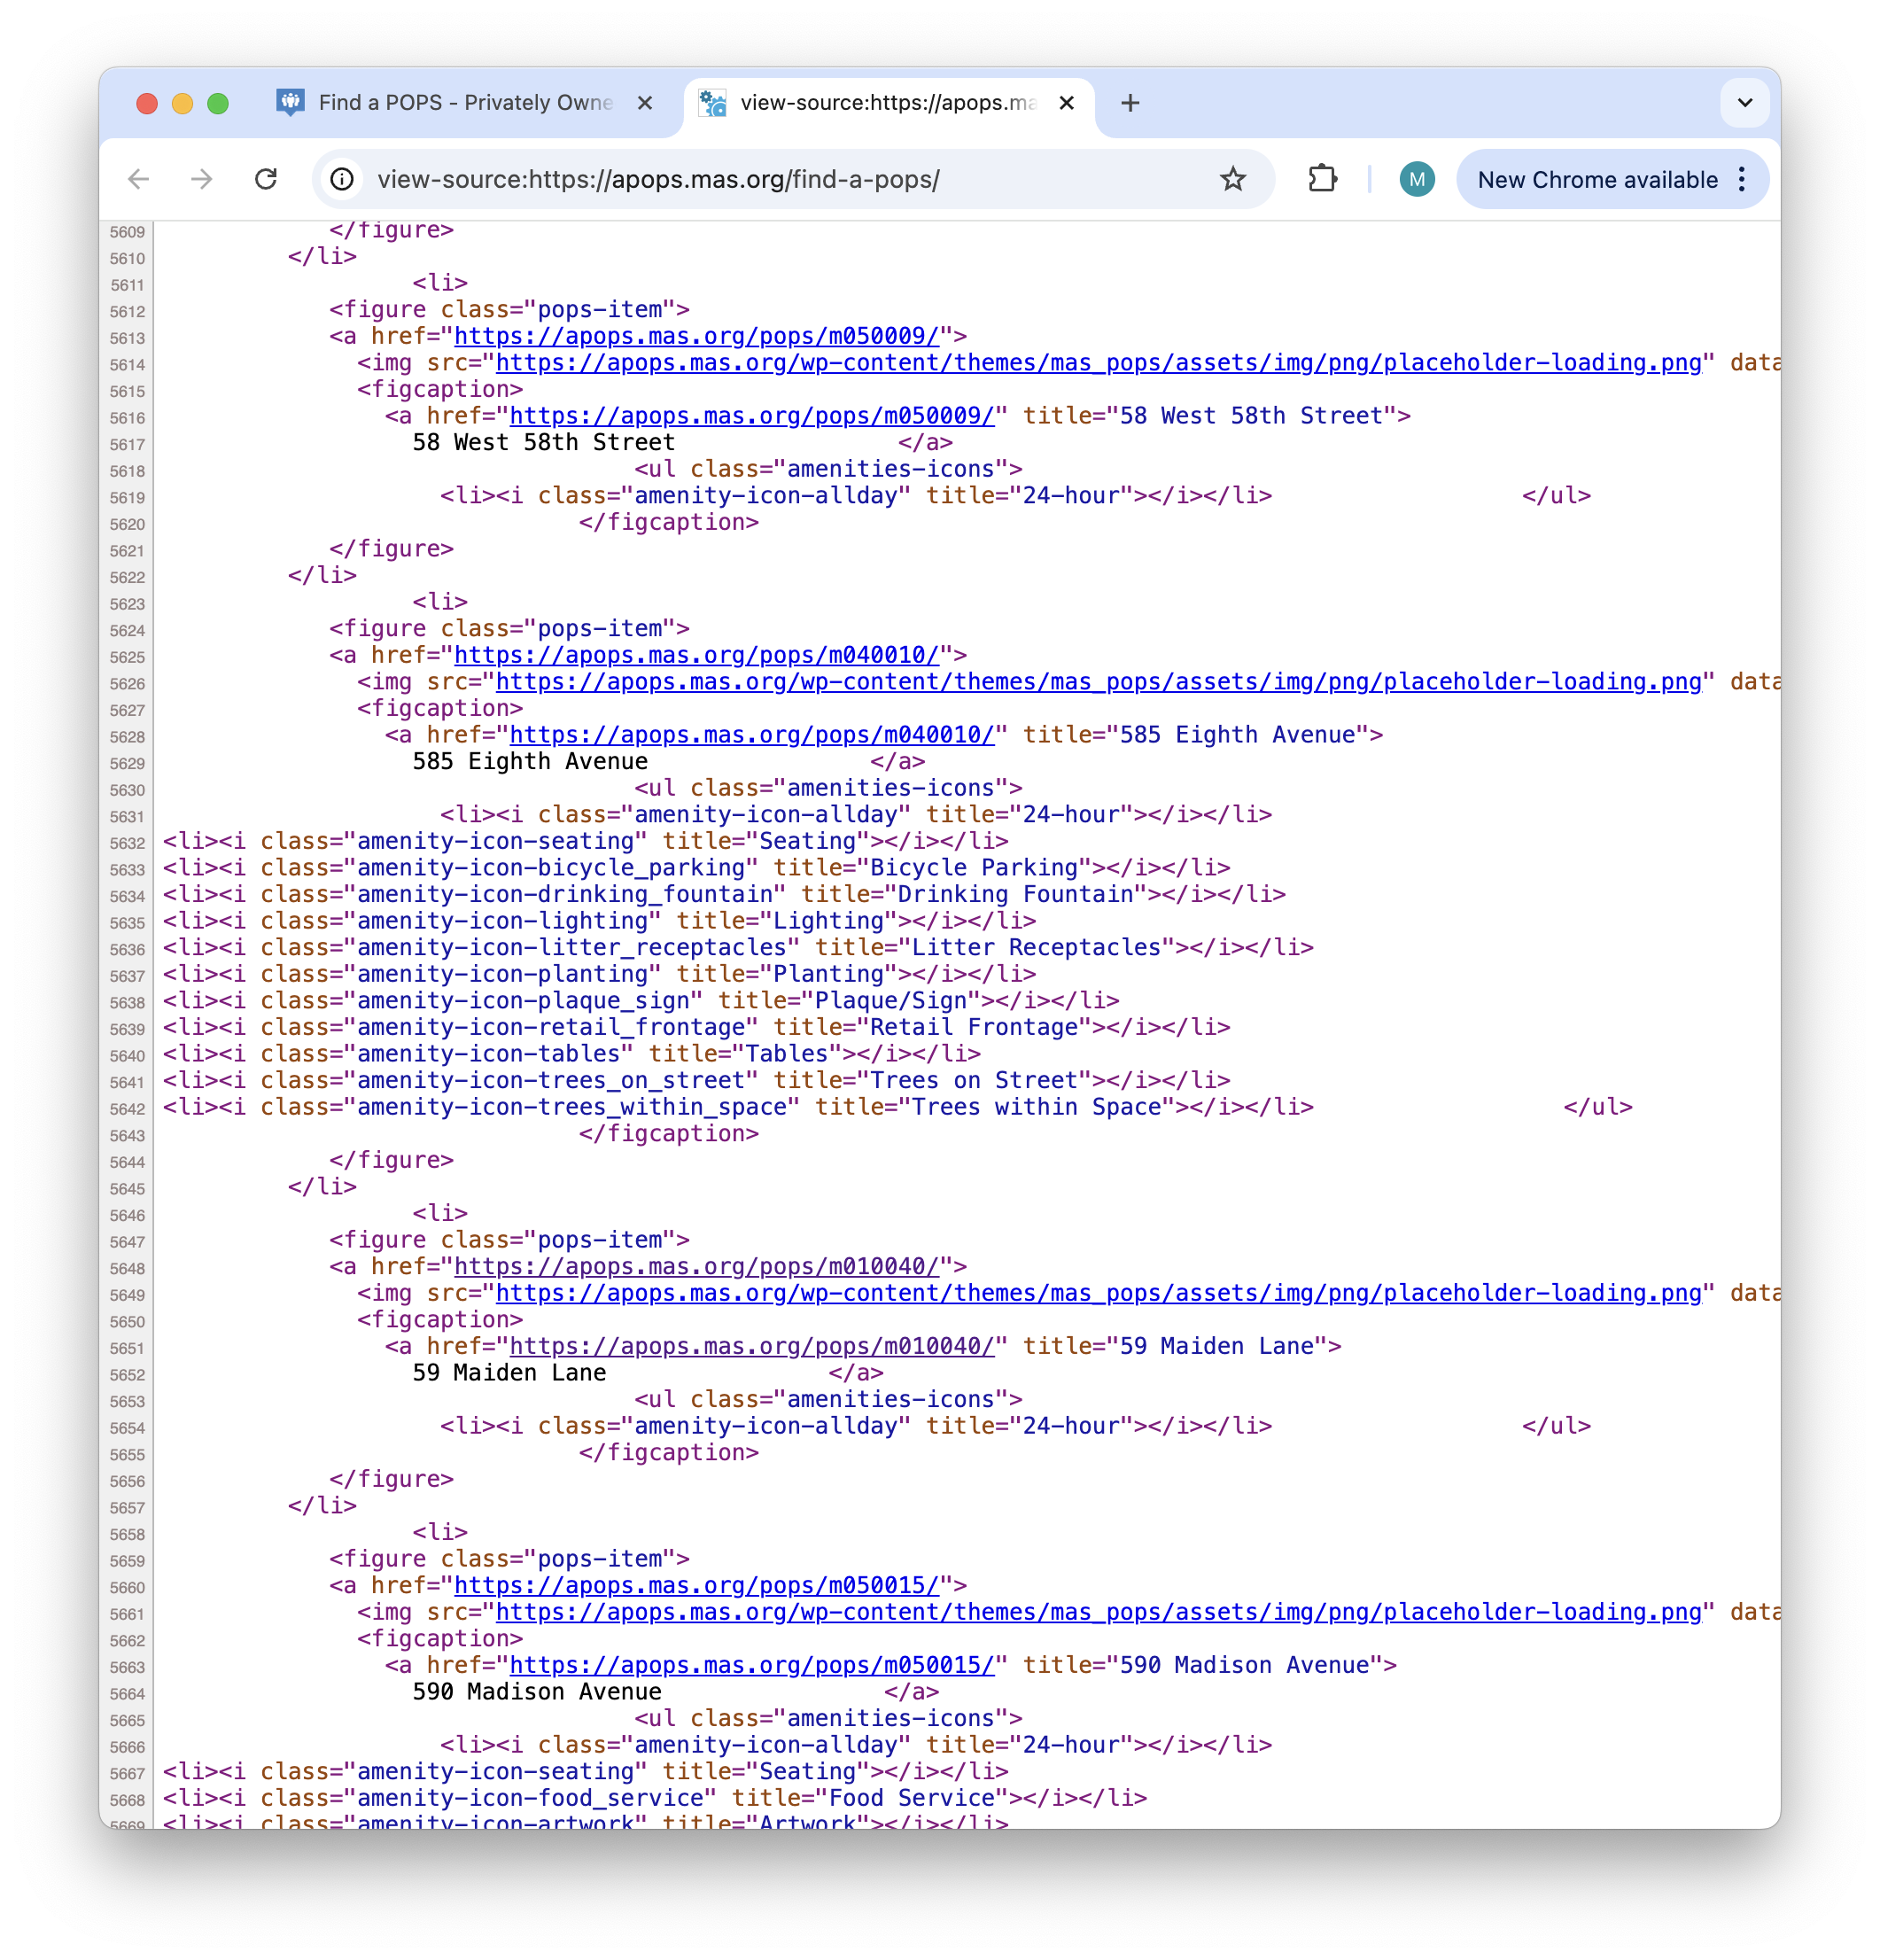 Find a POPS - Privately Owne
view-source:https://apops.ma
view-source:https://apops.mas.org/find-a-pops/
M
New Chrome available
5609 </figure>
5610 </li>
5611 <li>
5612 <figure class="pops-item">
5613 <a href="https://apops.mas.org/pops/m050009/">
5614 <img src="https://apops.mas.org/wp-content/themes/mas_pops/assets/img/png/placeholder-loading.png" data
5615 <figcaption>
5616 <a href="https://apops.mas.org/pops/m050009/" title="58 West 58th Street">
5617 58 West 58th Street </a>
5618 <ul class="amenities-icons">
5619 <li><i class="amenity-icon-allday" title="24-hour"></i></li> </ul>
5620 </figcaption>
5621 </figure>
5622 </li>
5623 <li>
5624 <figure class="pops-item">
5625 <a href="https://apops.mas.org/pops/m040010/">
5626 <img src="https://apops.mas.org/wp-content/themes/mas_pops/assets/img/png/placeholder-loading.png" data
5627 <figcaption>
5628 <a href="https://apops.mas.org/pops/m040010/" title="585 Eighth Avenue">
5629 585 Eighth Avenue </a>
5630 <ul class="amenities-icons">
5631 <li><i class="amenity-icon-allday" title="24-hour"></i></li>
5632 <li><i class="amenity-icon-seating" title="Seating"></i></li>
5633 <li><i class="amenity-icon-bicycle_parking" title="Bicycle Parking"></i></li>
5634 <li><i class="amenity-icon-drinking_fountain" title="Drinking Fountain"></i></li>
5635 <li><i class="amenity-icon-lighting" title="Lighting"></i></li>
5636 <li><i class="amenity-icon-litter_receptacles" title="Litter Receptacles"></i></li>
5637 <li><i class="amenity-icon-planting" title="Planting"></i></li>
5638 <li><i class="amenity-icon-plaque_sign" title="Plaque/Sign"></i></li>
5639 <li><i class="amenity-icon-retail_frontage" title="Retail Frontage"></i></li>
5640 <li><i class="amenity-icon-tables" title="Tables"></i></li>
5641 <li><i class="amenity-icon-trees_on_street" title="Trees on Street"></i></li>
5642 <li><i class="amenity-icon-trees_within_space" title="Trees within Space"></i></li> </ul>
5643 </figcaption>
5644 </figure>
5645 </li>
5646 <li>
5647 <figure class="pops-item">
5648 <a href="https://apops.mas.org/pops/m010040/">
5649 <img src="https://apops.mas.org/wp-content/themes/mas_pops/assets/img/png/placeholder-loading.png" data
5650 <figcaption>
5651 <a href="https://apops.mas.org/pops/m010040/" title="59 Maiden Lane">
5652 59 Maiden Lane </a>
5653 <ul class="amenities-icons">
5654 <li><i class="amenity-icon-allday" title="24-hour"></i></li> </ul>
5655 </figcaption>
5656 </figure>
5657 </li>
5658 <li>
5659 <figure class="pops-item">
5660 <a href="https://apops.mas.org/pops/m050015/">
5661 <img src="https://apops.mas.org/wp-content/themes/mas_pops/assets/img/png/placeholder-loading.png" data
5662 <figcaption>
5663 <a href="https://apops.mas.org/pops/m050015/" title="590 Madison Avenue">
5664 590 Madison Avenue </a>
5665 <ul class="amenities-icons">
5666 <li><i class="amenity-icon-allday" title="24-hour"></i></li>
5667 <li><i class="amenity-icon-seating" title="Seating"></i></li>
5668 <li><i class="amenity-icon-food_service" title="Food Service"></i></li>
5669 <li><i class="amenity-icon-artwork" title="Artwork"></i></li>